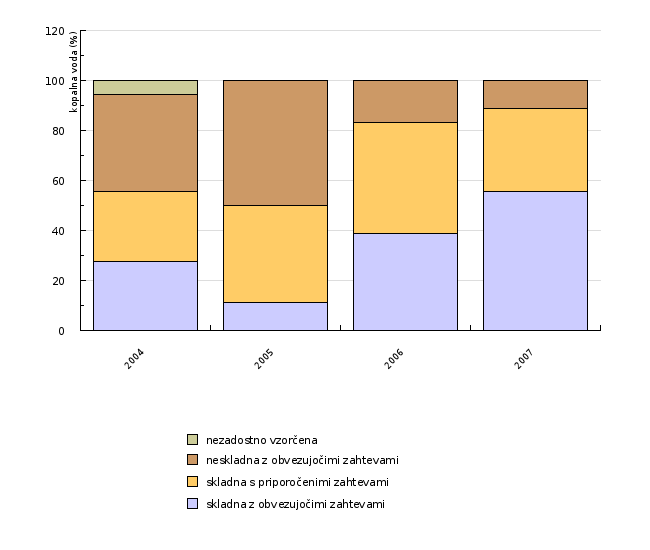 120
100
80
60
40
20
0
kopalna voda (%)
2004
2005
2006
2007
nezadostno vzorčena
neskladna z obvezujočimi zahtevami
skladna s priporočenimi zahtevami
skladna z obvezujočimi zahtevami